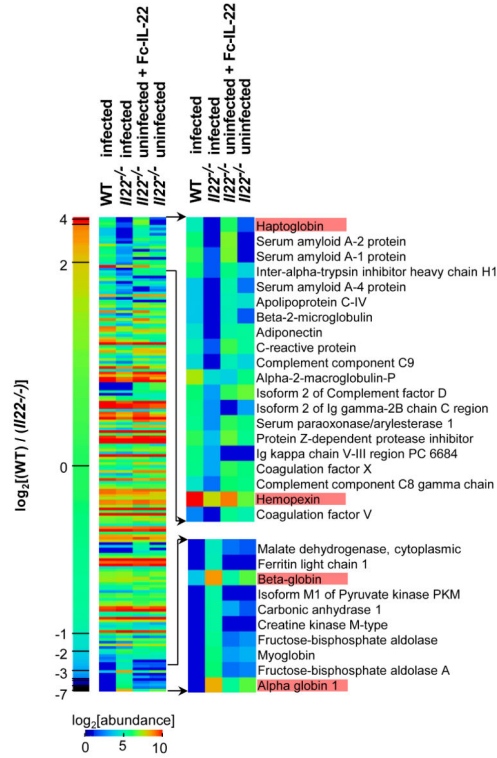 WT infected
Il22-/- infected
Il22-/- uninfected + Fc-IL-22
Il22-/- uninfected
WT infected
Il22-/- infected
Il22-/- uninfected + Fc-IL-22
Il22-/- uninfected
log2[(WT) / (Il22-/-)]
4
2
0
-1
-2
-3
-7
Haptoglobin
Serum amyloid A-2 protein
Serum amyloid A-1 protein
Inter-alpha-trypsin inhibitor heavy chain H1
Serum amyloid A-4 protein
Apolipoprotein C-IV
Beta-2-microglobulin
Adiponectin
C-reactive protein
Complement component C9
Alpha-2-macroglobulin-P
Isoform 2 of Complement factor D
Isoform 2 of Ig gamma-2B chain C region
Serum paraoxonase/arylesterase 1
Protein Z-dependent protease inhibitor
Ig kappa chain V-III region PC 6684
Coagulation factor X
Complement component C8 gamma chain
Hemopexin
Coagulation factor V
Malate dehydrogenase, cytoplasmic
Ferritin light chain 1
Beta-globin
Isoform M1 of Pyruvate kinase PKM
Carbonic anhydrase 1
Creatine kinase M-type
Fructose-bisphosphate aldolase
Myoglobin
Fructose-bisphosphate aldolase A
Alpha globin 1
log2[abundance]
0 5 10